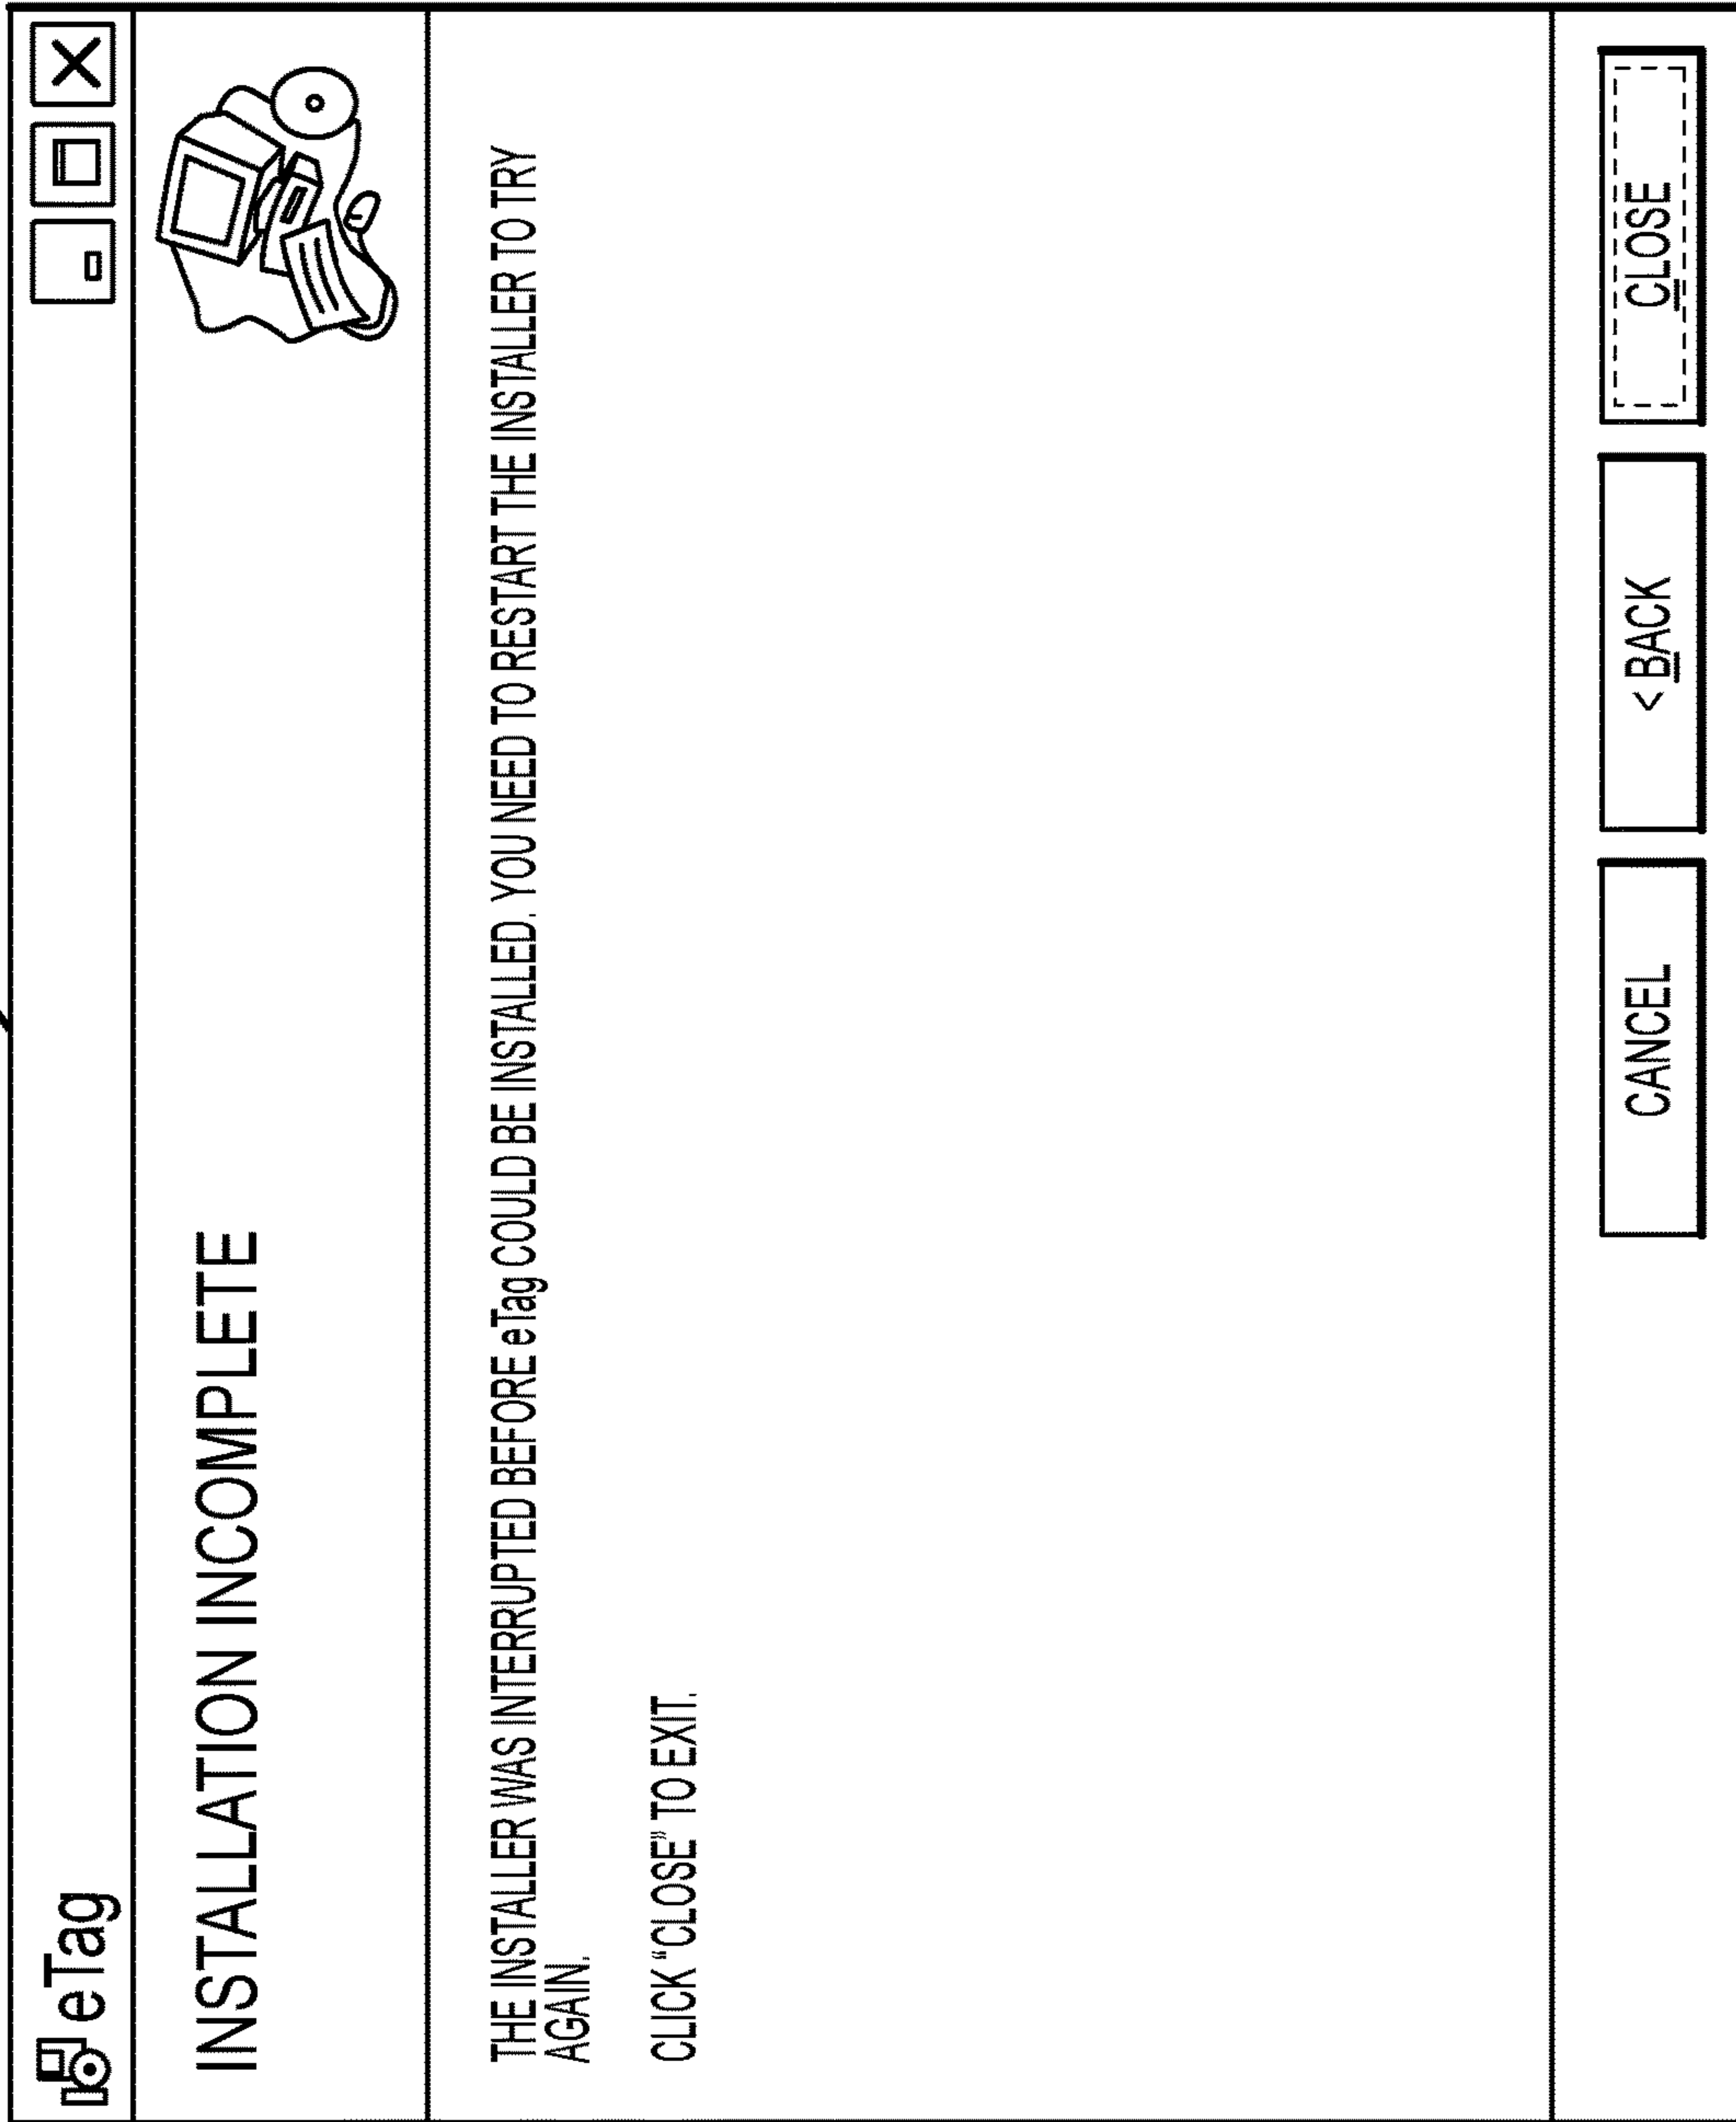 eTag
INSTALLATION INCOMPLETE
THE INSTALLER WAS INTERRUPTED BEFORE eTag COULD BE INSTALLED. YOU NEED TO RESTART THE INSTALLER TO TRY
AGAIN.
CLICK “CLOSE” TO EXIT.
CANCEL
< BACK
CLOSE